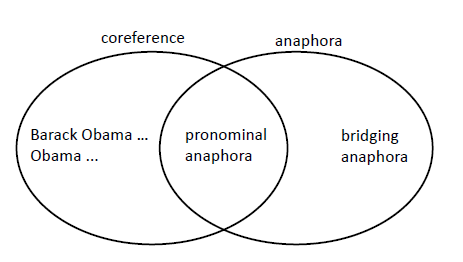 coreference
anaphora
Barack Obama ...
Obama ...
pronominal
anaphora
bridging
anaphora